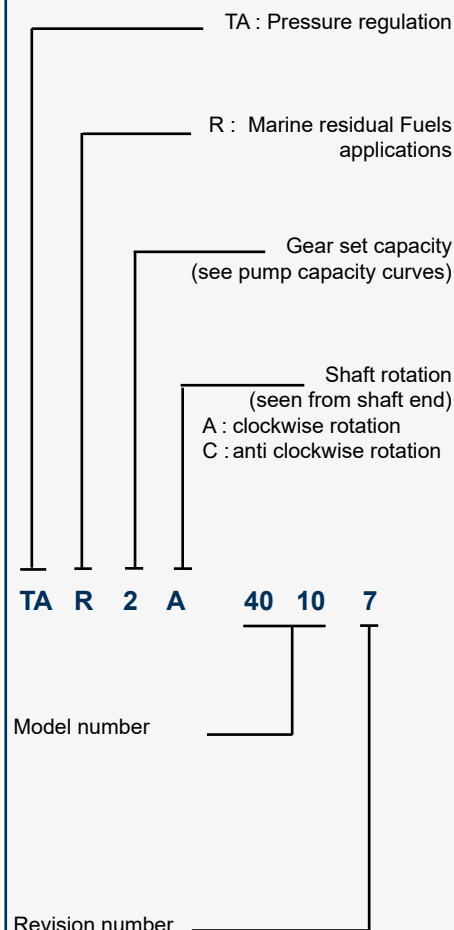 TA : Pressure regulation
R : Marine residual Fuels
applications
Gear set capacity
(see pump capacity curves)
Shaft rotation
(seen from shaft end)
A : clockwise rotation
C : anti clockwise rotation
TA R 2 A 40 10 7
Model number
Revision number